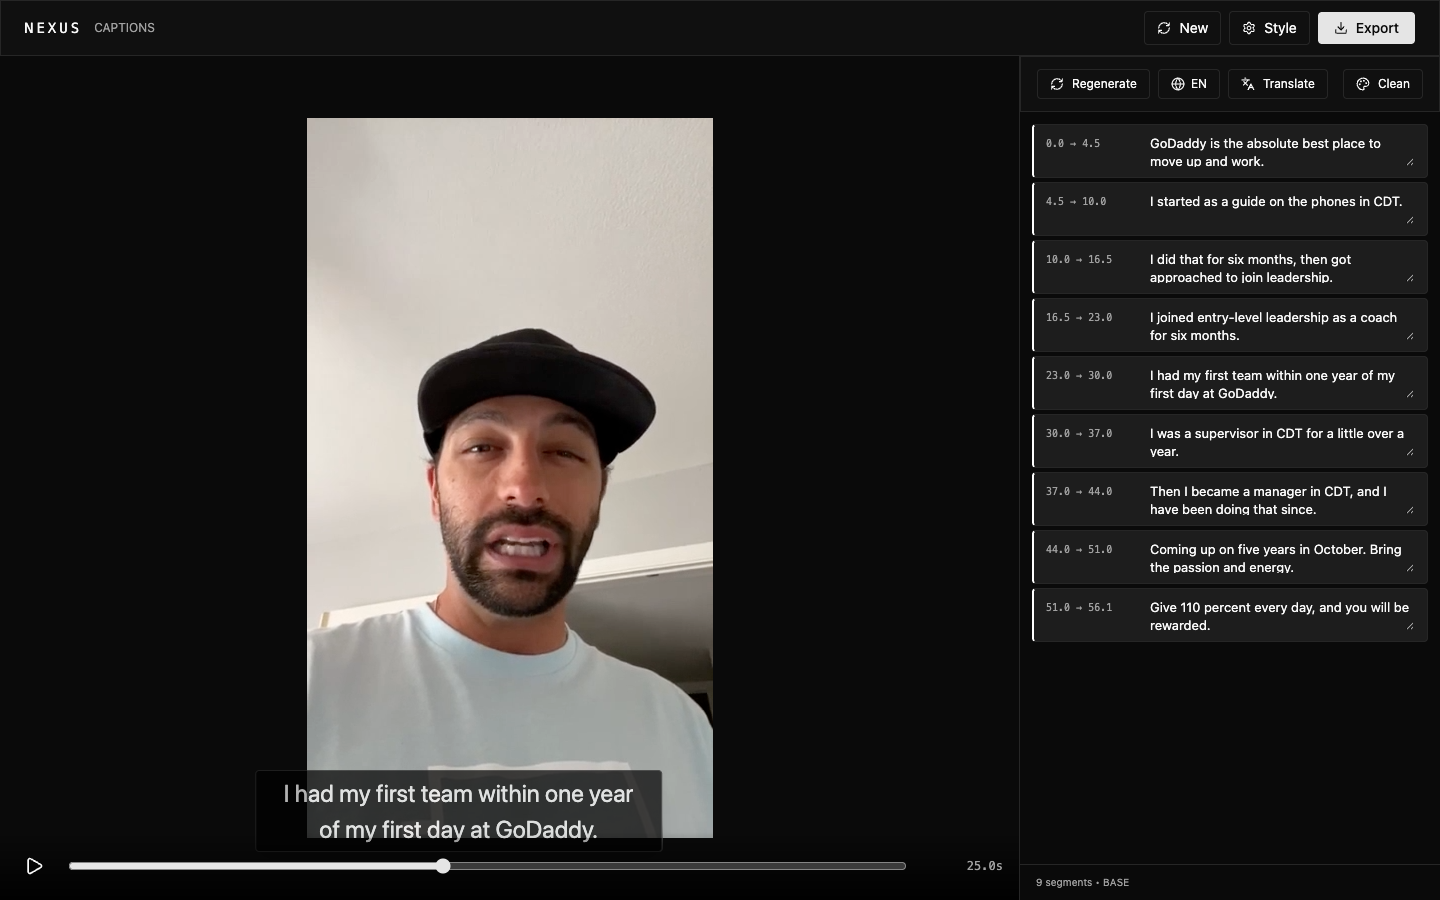 NEXUS CAPTIONS
New
Style
Export
Regenerate
EN
Translate
Clean
0.0 → 4.5
GoDaddy is the absolute best place to
move up and work.
4.5 → 10.0
I started as a guide on the phones in CDT.
10.0 → 16.5
I did that for six months, then got
approached to join leadership.
16.5 → 23.0
I joined entry-level leadership as a coach
for six months.
23.0 → 30.0
I had my first team within one year of my
first day at GoDaddy.
30.0 → 37.0
I was a supervisor in CDT for a little over a
year.
37.0 → 44.0
Then I became a manager in CDT, and I
have been doing that since.
44.0 → 51.0
Coming up on five years in October. Bring
the passion and energy.
51.0 → 56.1
Give 110 percent every day, and you will be
rewarded.
I had my first team within one year
of my first day at GoDaddy.
25.0s
9 segments • BASE